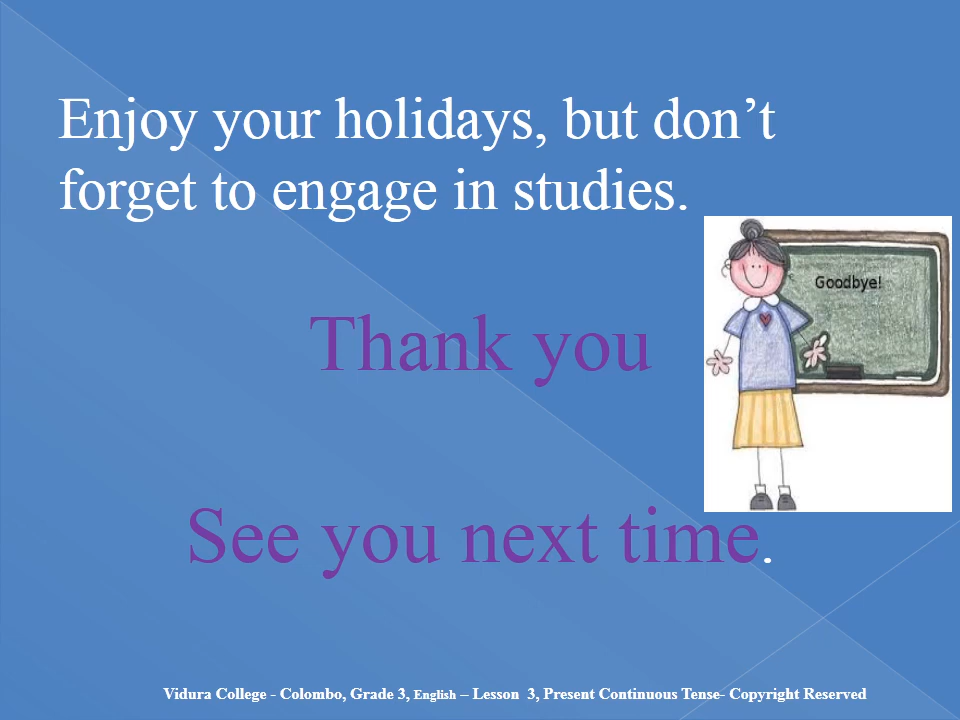 Enjoy your holidays, but don’t
forget to engage in studies.
Goodbye!
Thank you
See you next time.
Vidura College - Colombo, Grade 3, English – Lesson 3, Present Continuous Tense- Copyright Reserved